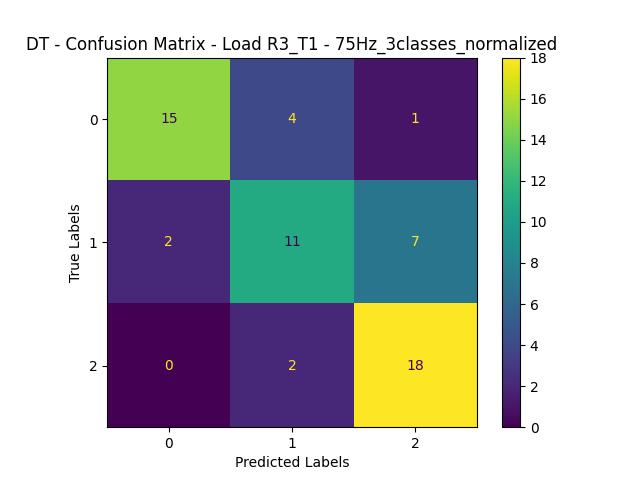 DT - Confusion Matrix - Load R3_T1 - 75Hz_3classes_normalized
18
16
14
12
10
8
6
4
2
0
True Labels
0
15 4 1
1
2 11 7
2
0 2 18
0 1 2
Predicted Labels